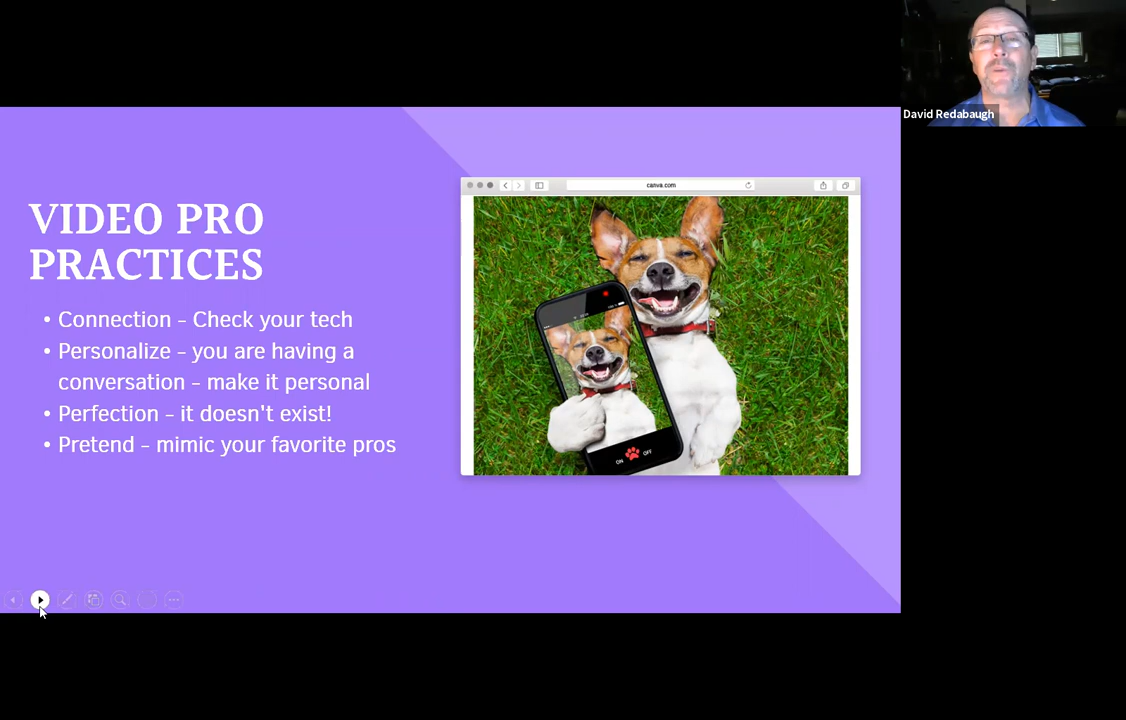 David Redabaugh
VIDEO PRO
PRACTICES
• Connection - Check your tech
• Personalize - you are having a
conversation - make it personal
• Perfection - it doesn't exist!
• Pretend - mimic your favorite pros
canva.com
ON
OFF